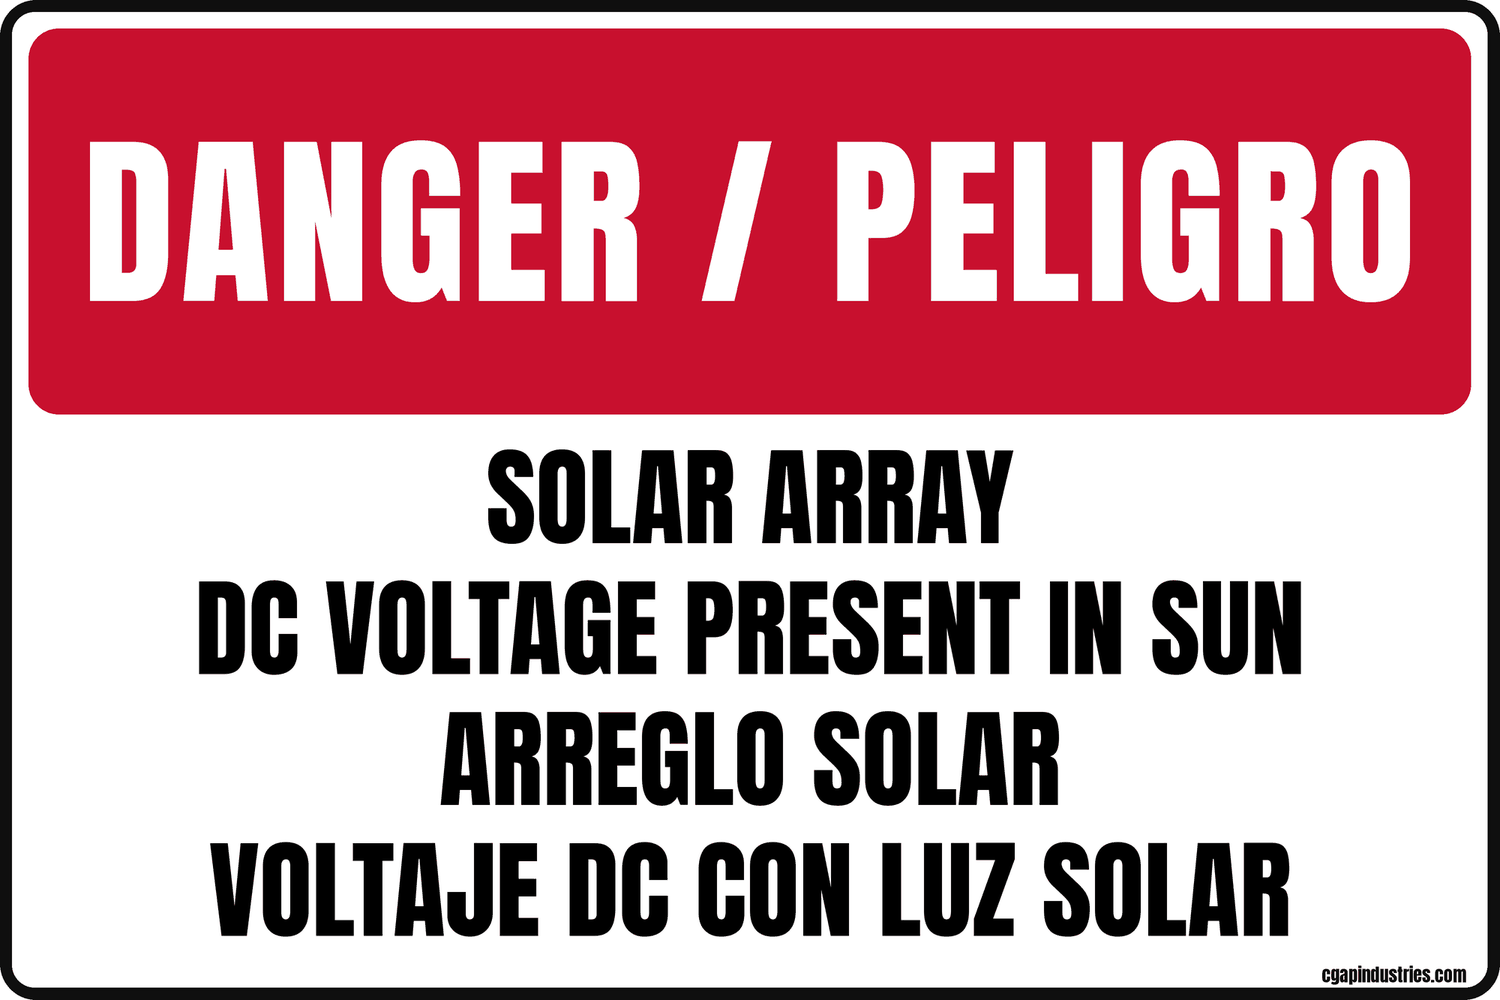 DANGER / PELIGRO
SOLAR ARRAY
DC VOLTAGE PRESENT IN SUN
ARREGLO SOLAR
VOLTAJE DC CON LUZ SOLAR
cgapindustries.com